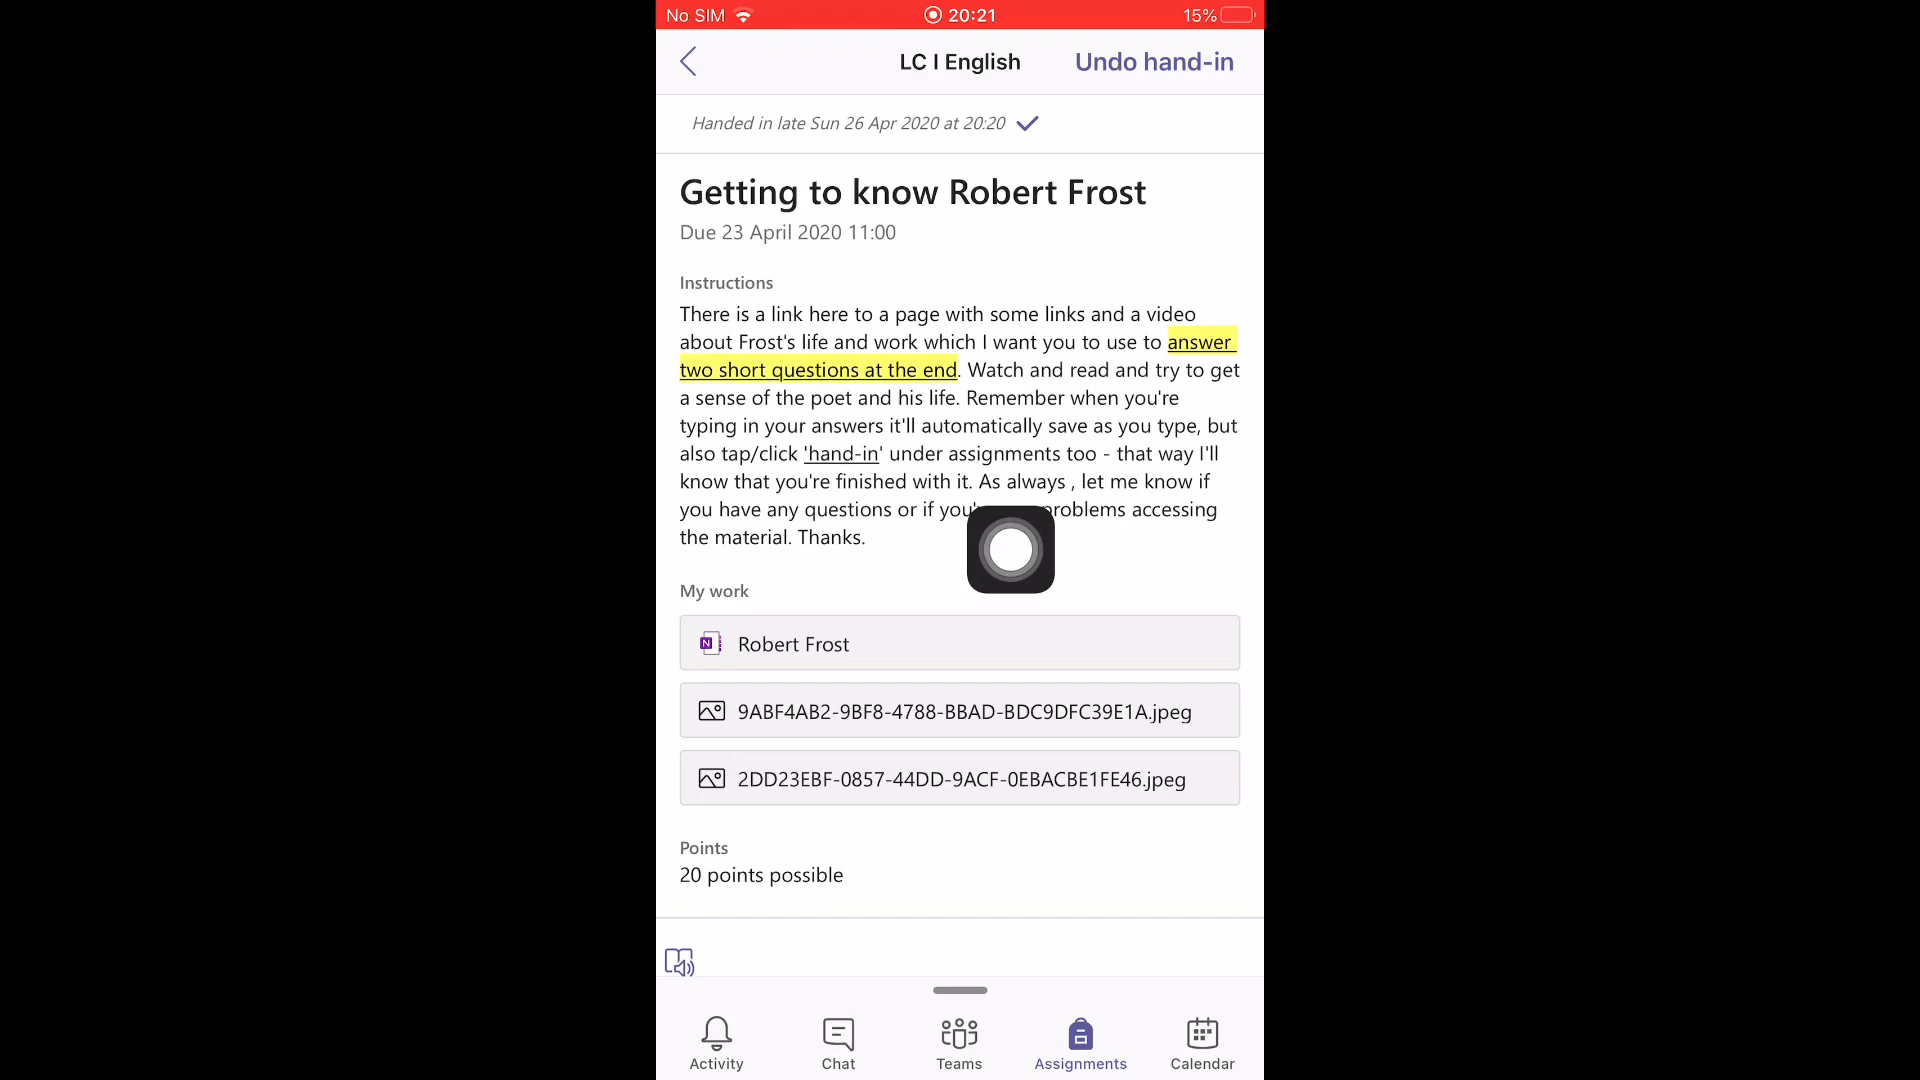 No SIM 20:21 15%
LC I English Undo hand-in
Handed in late Sun 26 Apr 2020 at 20:20
Getting to know Robert Frost
Due 23 April 2020 11:00
Instructions
There is a link here to a page with some links and a video
about Frost's life and work which I want you to use to answer
two short questions at the end. Watch and read and try to get
a sense of the poet and his life. Remember when you're
typing in your answers it'll automatically save as you type, but
also tap/click 'hand-in' under assignments too - that way I'll
know that you're finished with it. As always , let me know if
you have any questions or if problems accessing
the material. Thanks.
My work
N Robert Frost
9ABF4AB2-9BF8-4788-BBAD-BDC9DFC39E1A.jpeg
2DD23EBF-0857-44DD-9ACF-0EBACBE1FE46.jpeg
Points
20 points possible
Activity Chat Teams Assignments Calendar